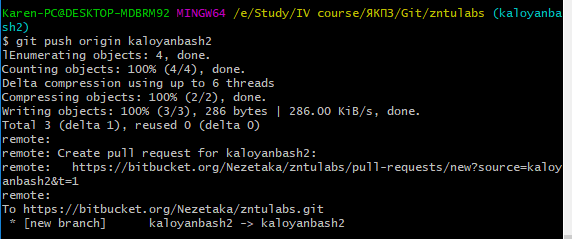 Karen-PC@DESKTOP-MDBRM92 MINGW64 /e/Study/IV course/ЯКПЗ/Git/zntulabs (kaloyanba
sh2)
$ git push origin kaloyanbash2
lEnumerating objects: 4, done.
Counting objects: 100% (4/4), done.
Delta compression using up to 6 threads
Compressing objects: 100% (2/2), done.
Writing objects: 100% (3/3), 286 bytes | 286.00 KiB/s, done.
Total 3 (delta 1), reused 0 (delta 0)
remote:
remote: Create pull request for kaloyanbash2:
remote:   https://bitbucket.org/Nezetaka/zntulabs/pull-requests/new?source=kaloy
anbash2&t=1
remote:
To https://bitbucket.org/Nezetaka/zntulabs.git
 * [new branch]      kaloyanbash2 -> kaloyanbash2